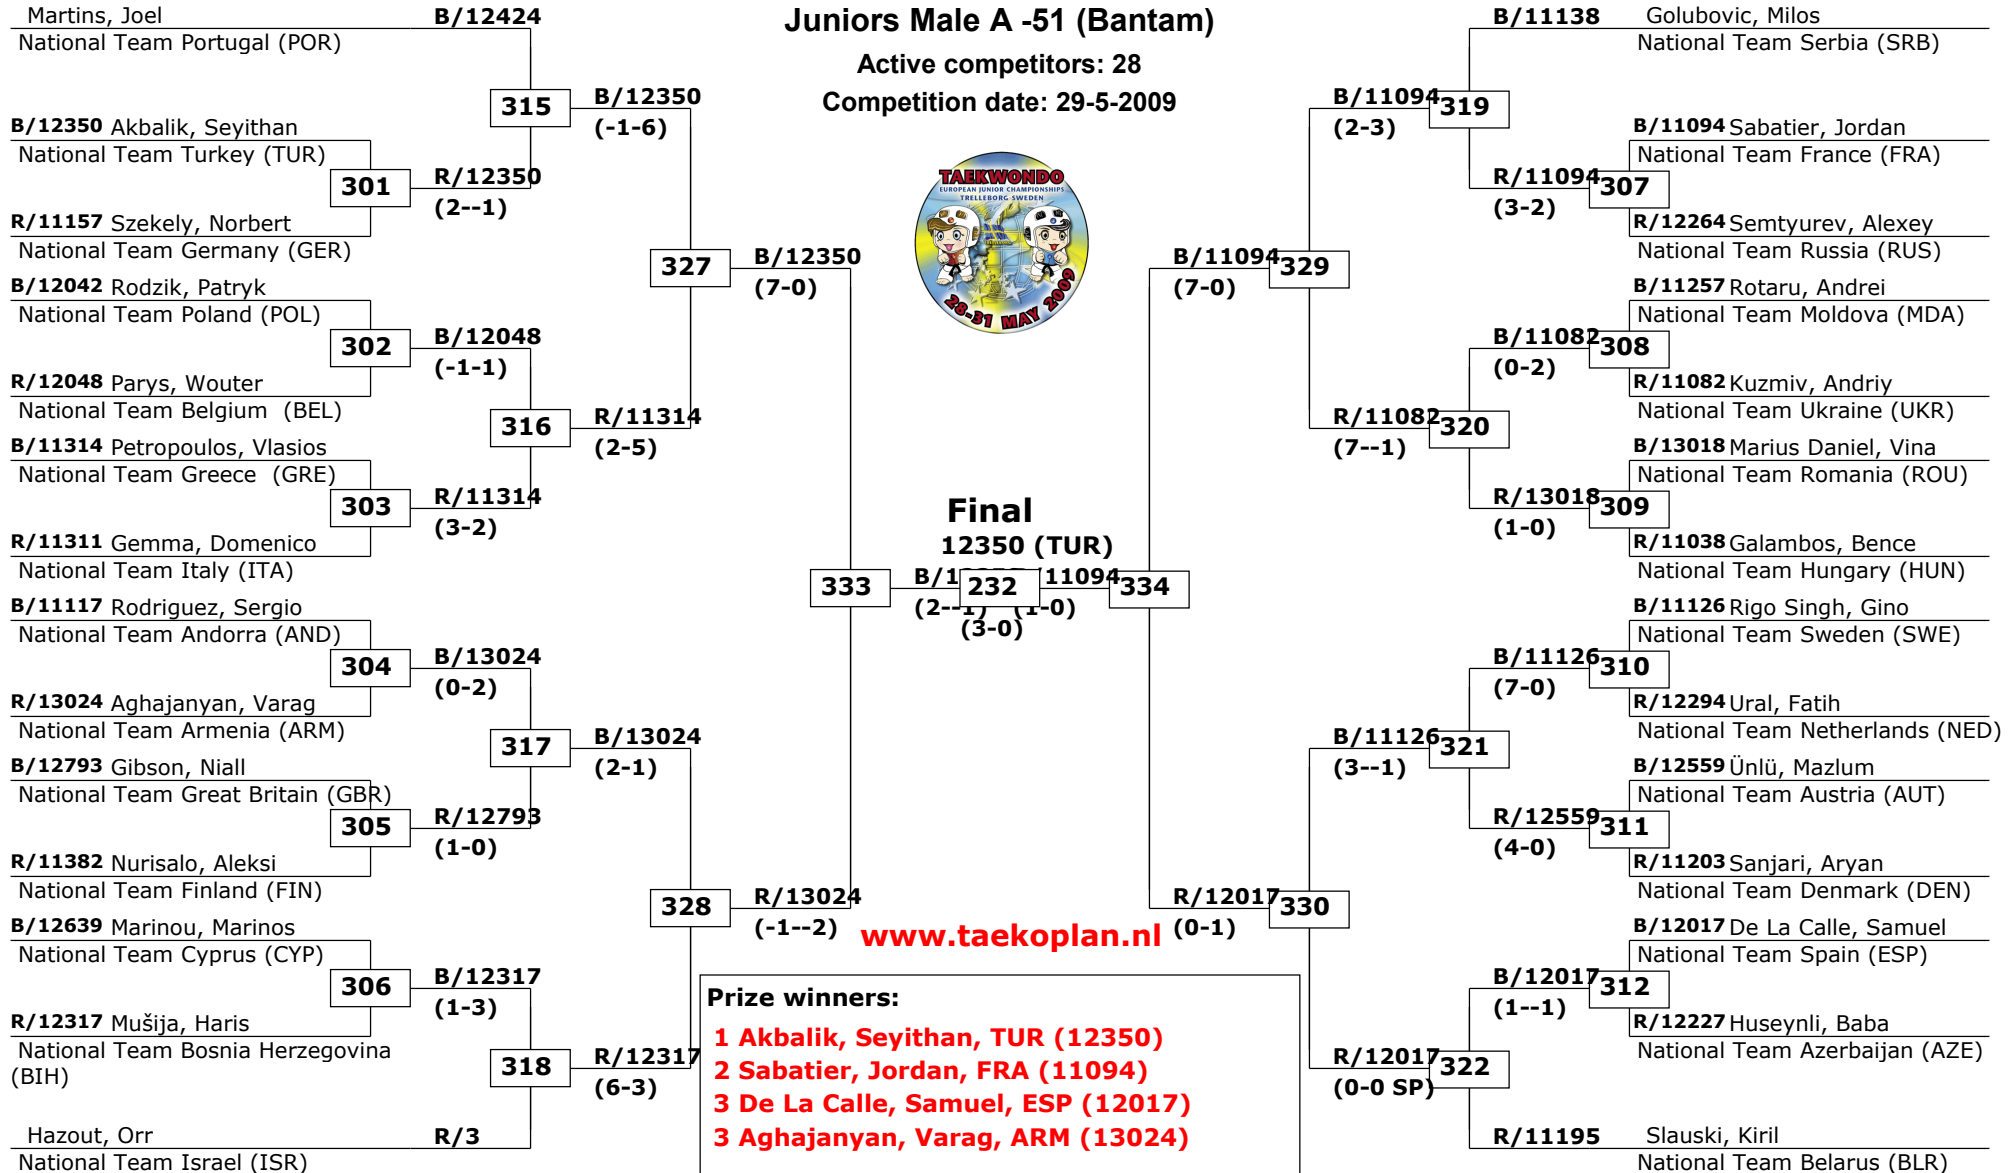 Juniors Male A -51 (Bantam)
Active competitors: 28
Competition date: 29-5-2009
TAEKWONDO
EUROPEAN JUNIOR CHAMPIONSHIPS
TRELLEBORG SWEDEN
28-31 MAY 2009
Martins, Joel B/12424
National Team Portugal (POR)
315 B/12350
(-1-6)
B/12350 Akbalik, Seyithan
National Team Turkey (TUR)
301 R/12350
(2--1)
R/11157 Szekely, Norbert
National Team Germany (GER)
327 B/12350
(7-0)
B/12042 Rodzik, Patryk
National Team Poland (POL)
302 B/12048
(-1-1)
R/12048 Parys, Wouter
National Team Belgium (BEL)
316 R/11314
(2-5)
B/11314 Petropoulos, Vlasios
National Team Greece (GRE)
303 R/11314
(3-2)
R/11311 Gemma, Domenico
National Team Italy (ITA)
B/11117 Rodriguez, Sergio
National Team Andorra (AND)
304 B/13024
(0-2)
R/13024 Aghajanyan, Varag
National Team Armenia (ARM)
317 B/13024
(2-1)
B/12793 Gibson, Niall
National Team Great Britain (GBR)
305 R/12793
(1-0)
R/11382 Nurisalo, Aleksi
National Team Finland (FIN)
328 R/13024
(-1--2)
B/12639 Marinou, Marinos
National Team Cyprus (CYP)
306 B/12317
(1-3)
R/12317 Mušija, Haris
National Team Bosnia Herzegovina
(BIH)
318 R/12317
(6-3)
Hazout, Orr R/3
National Team Israel (ISR)
Final
12350 (TUR)
333 232 11094 334
(1-0)
(3-0)
B/11138 Golubovic, Milos
National Team Serbia (SRB)
B/11094 319
(2-3)
B/11094 Sabatier, Jordan
National Team France (FRA)
R/11094 307
(3-2)
R/12264 Semtyurev, Alexey
National Team Russia (RUS)
B/11094 329
(7-0)
B/11257 Rotaru, Andrei
National Team Moldova (MDA)
B/11082 308
(0-2)
R/11082 Kuzmiv, Andriy
National Team Ukraine (UKR)
R/11082 320
(7--1)
B/13018 Marius Daniel, Vina
National Team Romania (ROU)
R/13018 309
(1-0)
R/11038 Galambos, Bence
National Team Hungary (HUN)
B/11126 Rigo Singh, Gino
National Team Sweden (SWE)
B/11126 310
(7-0)
R/12294 Ural, Fatih
National Team Netherlands (NED)
B/11126 321
(3--1)
B/12559 Ünlü, Mazlum
National Team Austria (AUT)
R/12559 311
(4-0)
R/11203 Sanjari, Aryan
National Team Denmark (DEN)
R/12017 330
(0-1)
B/12017 De La Calle, Samuel
National Team Spain (ESP)
B/12017 312
(1--1)
R/12227 Huseynli, Baba
National Team Azerbaijan (AZE)
R/12017 322
(0-0 SP)
R/11195 Slauski, Kiril
National Team Belarus (BLR)
www.taekoplan.nl
Prize winners:
1 Akbalik, Seyithan, TUR (12350)
2 Sabatier, Jordan, FRA (11094)
3 De La Calle, Samuel, ESP (12017)
3 Aghajanyan, Varag, ARM (13024)